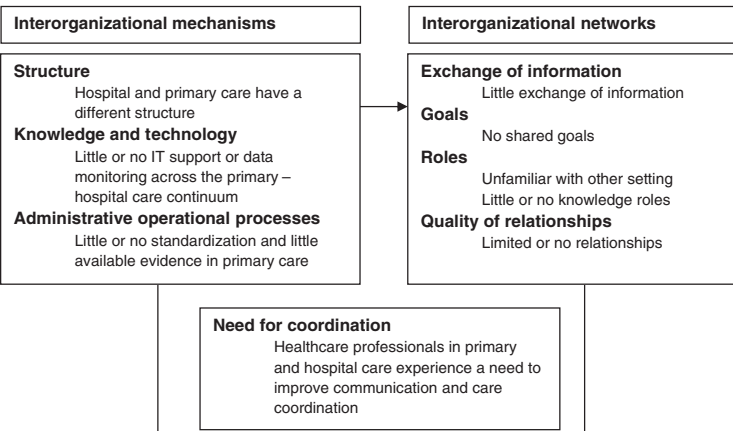 Interorganizational mechanisms
Structure
Hospital and primary care have a
different structure
Knowledge and technology
Little or no IT support or data
monitoring across the primary –
hospital care continuum
Administrative operational processes
Little or no standardization and little
available evidence in primary care
Interorganizational networks
Exchange of information
Little exchange of information
Goals
No shared goals
Roles
Unfamiliar with other setting
Little or no knowledge roles
Quality of relationships
Limited or no relationships
Need for coordination
Healthcare professionals in primary
and hospital care experience a need to
improve communication and care
coordination